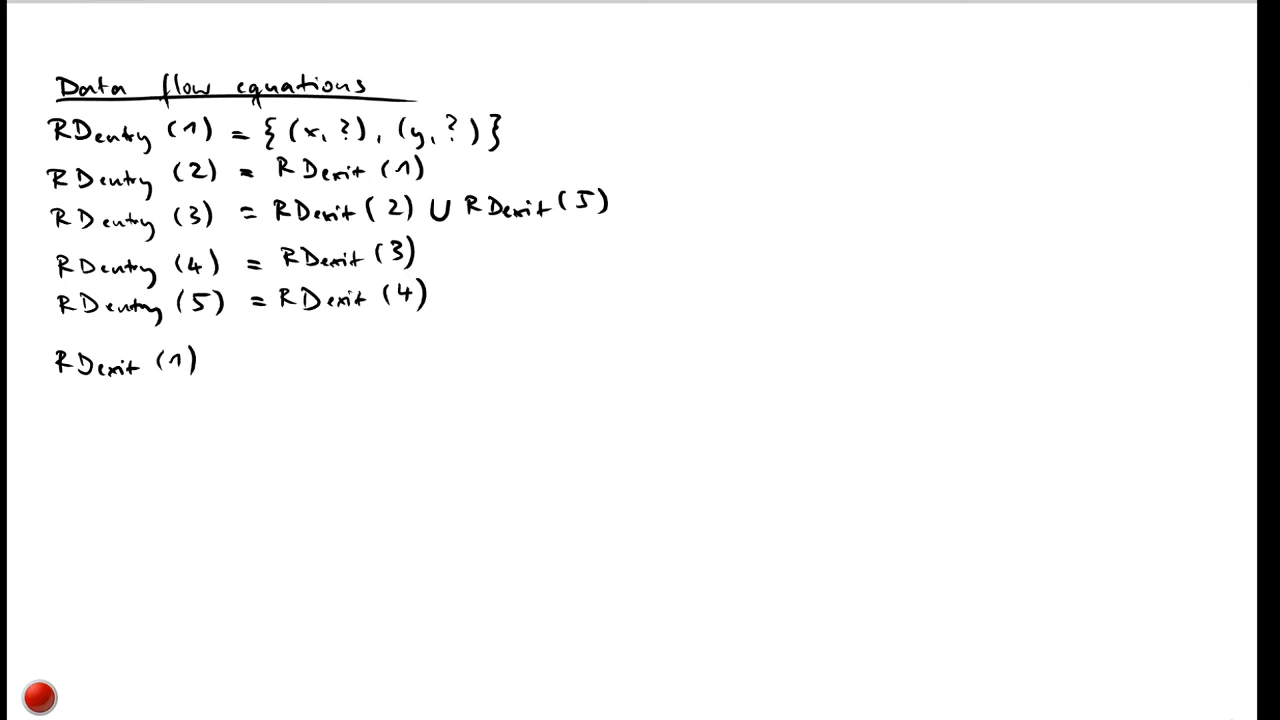 Data flow equations
RDentry (1) = {(x, ?), (y, ?)}
RDentry (2) = RDexit (1)
RDentry (3) = RDexit (2) ∪ RDexit (5)
RDentry (4) = RDexit (3)
RDentry (5) = RDexit (4)
RDexit (1)